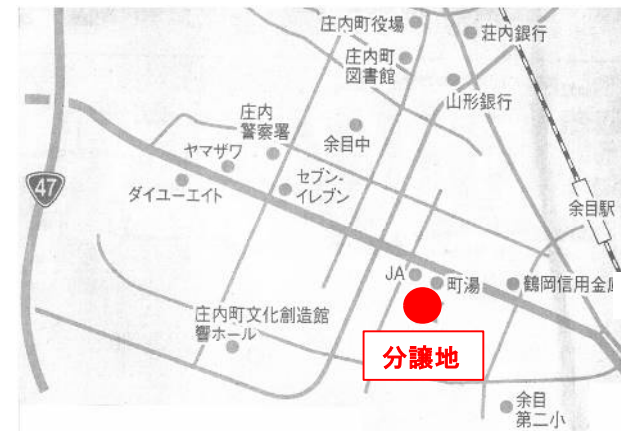 庄内町役場
荘内銀行
庄内町
図書館
山形銀行
庄内
警察署
余目中
ヤマザワ
セブン-
イレブン
ダイユーエイト
47
余目駅
JA
町湯
鶴岡信用金庫
庄内町文化創造館
響ホール
分譲地
余目
第二小